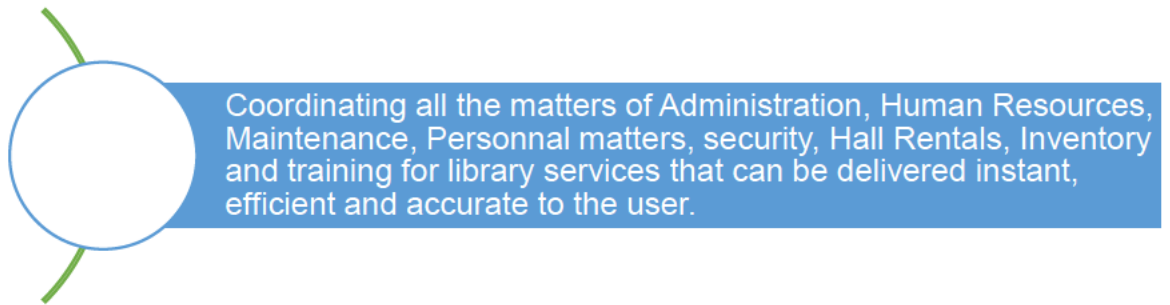 Coordinating all the matters of Administration, Human Resources,
Maintenance, Personnal matters, security, Hall Rentals, Inventory
and training for library services that can be delivered instant,
efficient and accurate to the user.